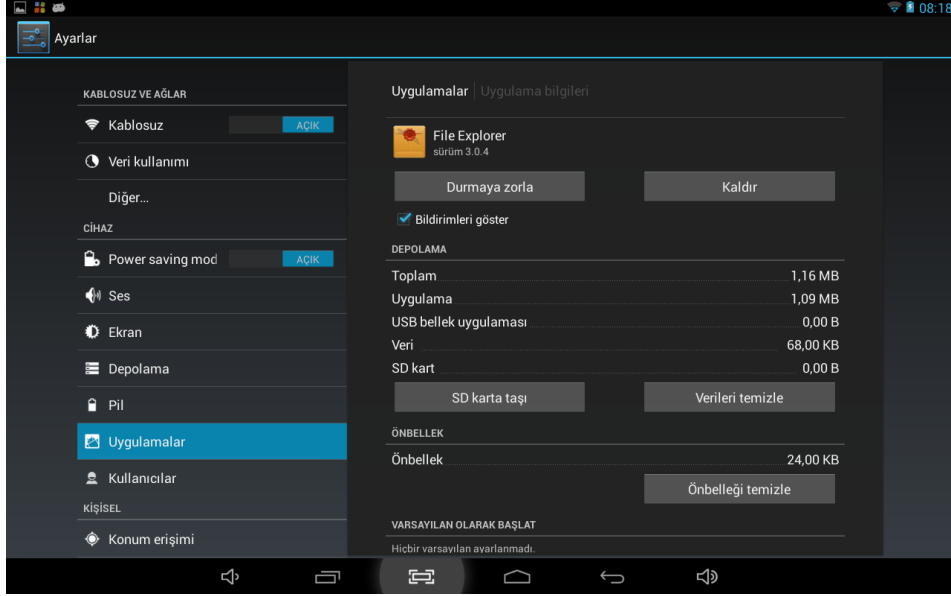 08:18
Ayarlar
KABLOSUZ VE AĞLAR
Kablosuz AÇIK
Veri kullanımı
Diğer...
CİHAZ
Power saving mod AÇIK
Ses
Ekran
Depolama
Pil
Uygulamalar
Kullanıcılar
KİŞİSEL
Konum erişimi
Uygulamalar Uygulama bilgileri
File Explorer
sürüm 3.0.4
Durmaya zorla Kaldır
Bildirimleri göster
DEPOLAMA
Toplam 1,16 MB
Uygulama 1,09 MB
USB bellek uygulaması 0,00 B
Veri 68,00 KB
SD kart 0,00 B
SD karta taşı Verileri temizle
ÖNBELLEK
Önbellek 24,00 KB
Önbelleği temizle
VARSAYILAN OLARAK BAŞLAT
Hiçbir varsayılan ayarlanmadı.